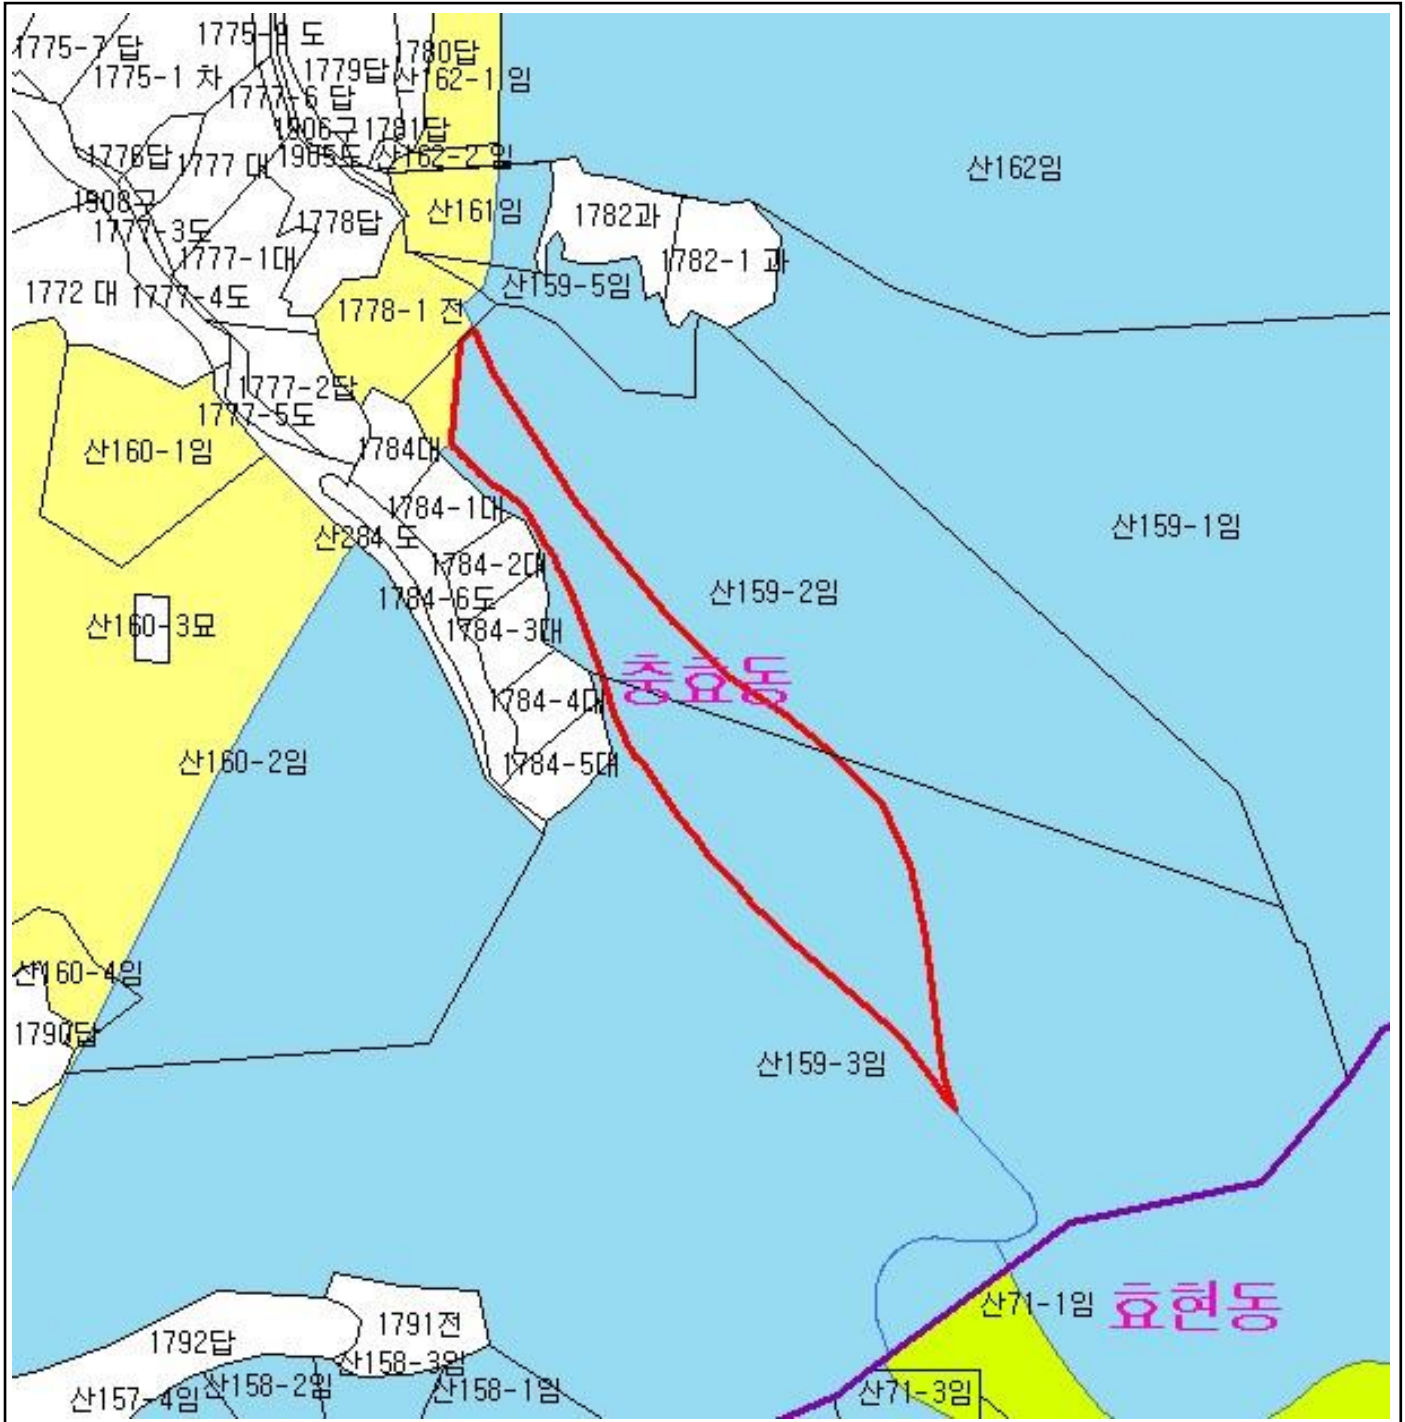 1775-7 답
1775-9 도
1780답
1775-1 차
1779답
산162-1 임
1777-6 답
1906구
1781답
1776답
1777 대
1905도
산162-2 임
산162임
1908구
1778답
산161임
1782과
1777-3도
1777-1대
1782-1 과
1772 대
1777-4도
산159-5임
1778-1 전
1777-2답
1777-5도
산160-1임
1784대
1784-1대
산284 도
산159-1임
1784-2대
1784-6도
산159-2임
산160-3묘
1784-3대
충효동
1784-4대
산160-2임
1784-5대
산160-4임
1790답
산159-3임
산71-1임
효현동
1791전
1792답
산158-3임
산157-4임
산158-2임
산158-1임
산71-3임